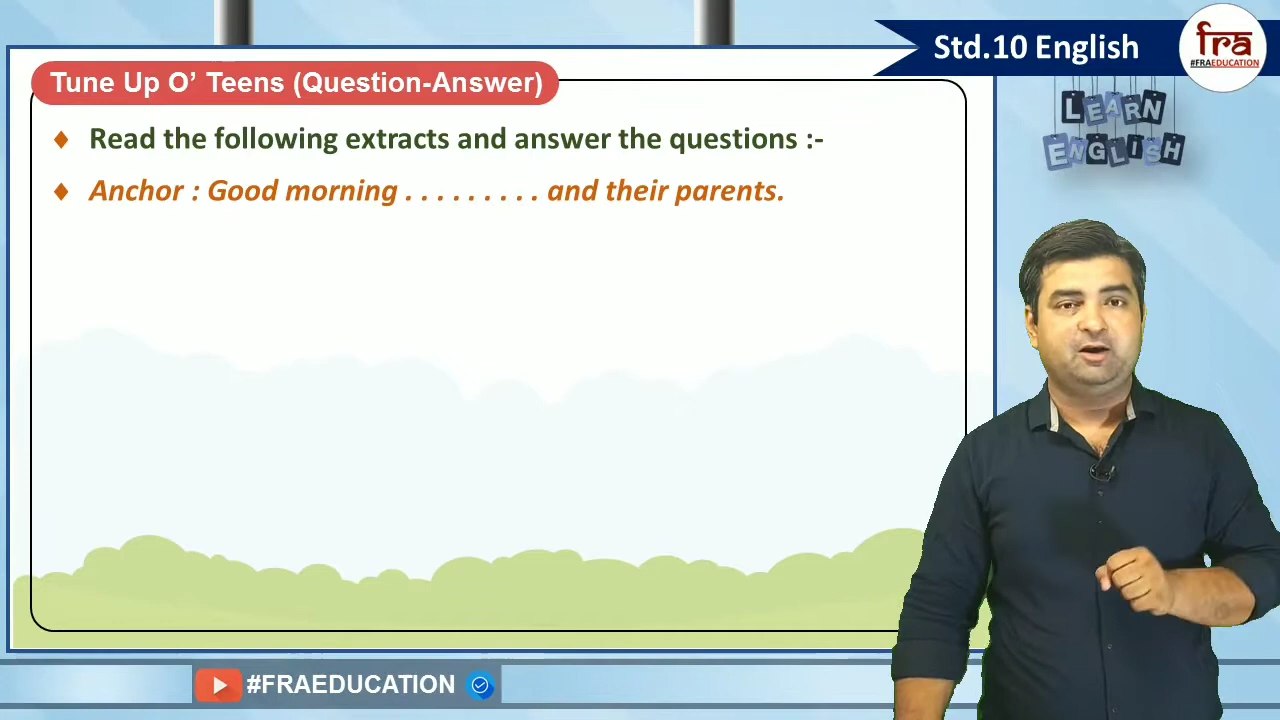 Std.10 English
fra
#FRAEDUCATION
LEARN
ENGLISH
Tune Up O’ Teens (Question-Answer)
♦ Read the following extracts and answer the questions :-
♦ Anchor : Good morning . . . . . . . . . and their parents.
#FRAEDUCATION